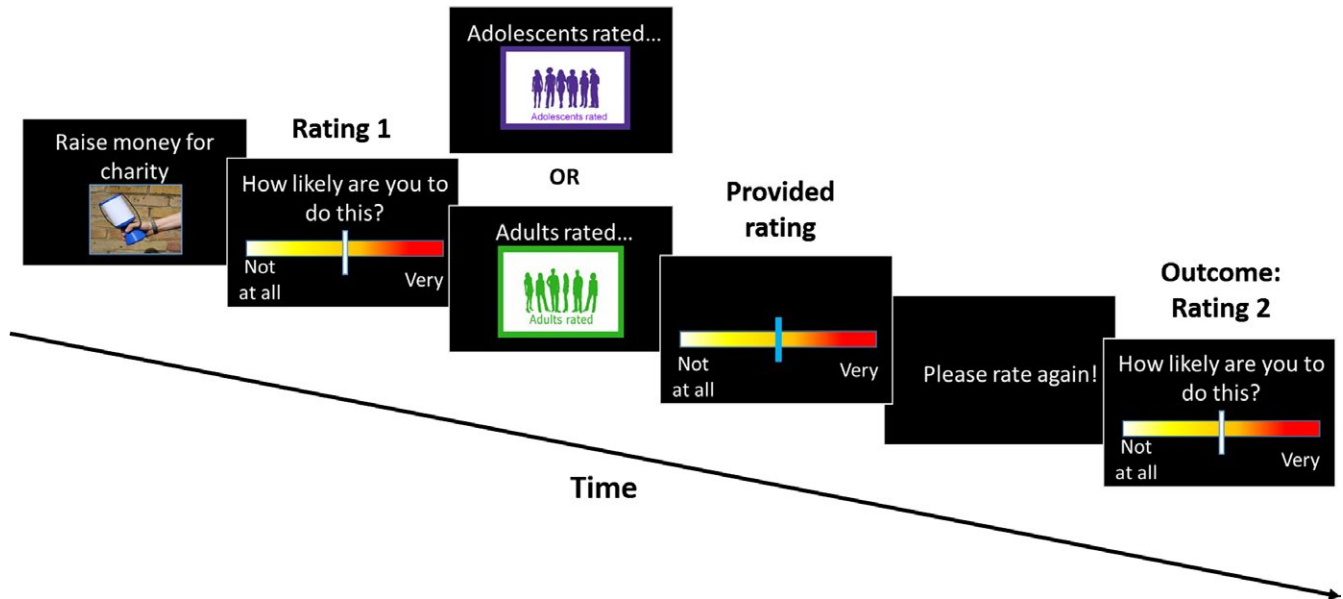 Raise money for
charity
Rating 1
How likely are you to
do this?
Not
at all
Very
Adolescents rated...
Adolescents rated
OR
Adults rated...
Adults rated
Provided
rating
Not
at all
Very
Please rate again!
Outcome:
Rating 2
How likely are you to
do this?
Not
at all
Very
Time